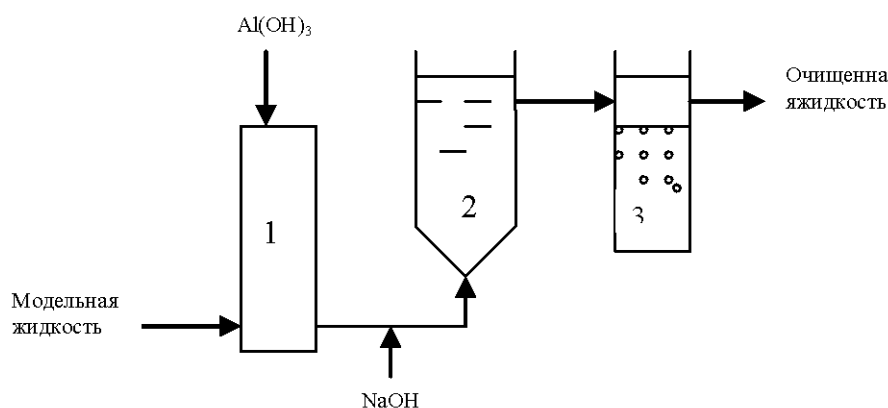 Al(OH)3
Очищенна
яжидкость
2
3
1
Модельная
жидкость
NaOH